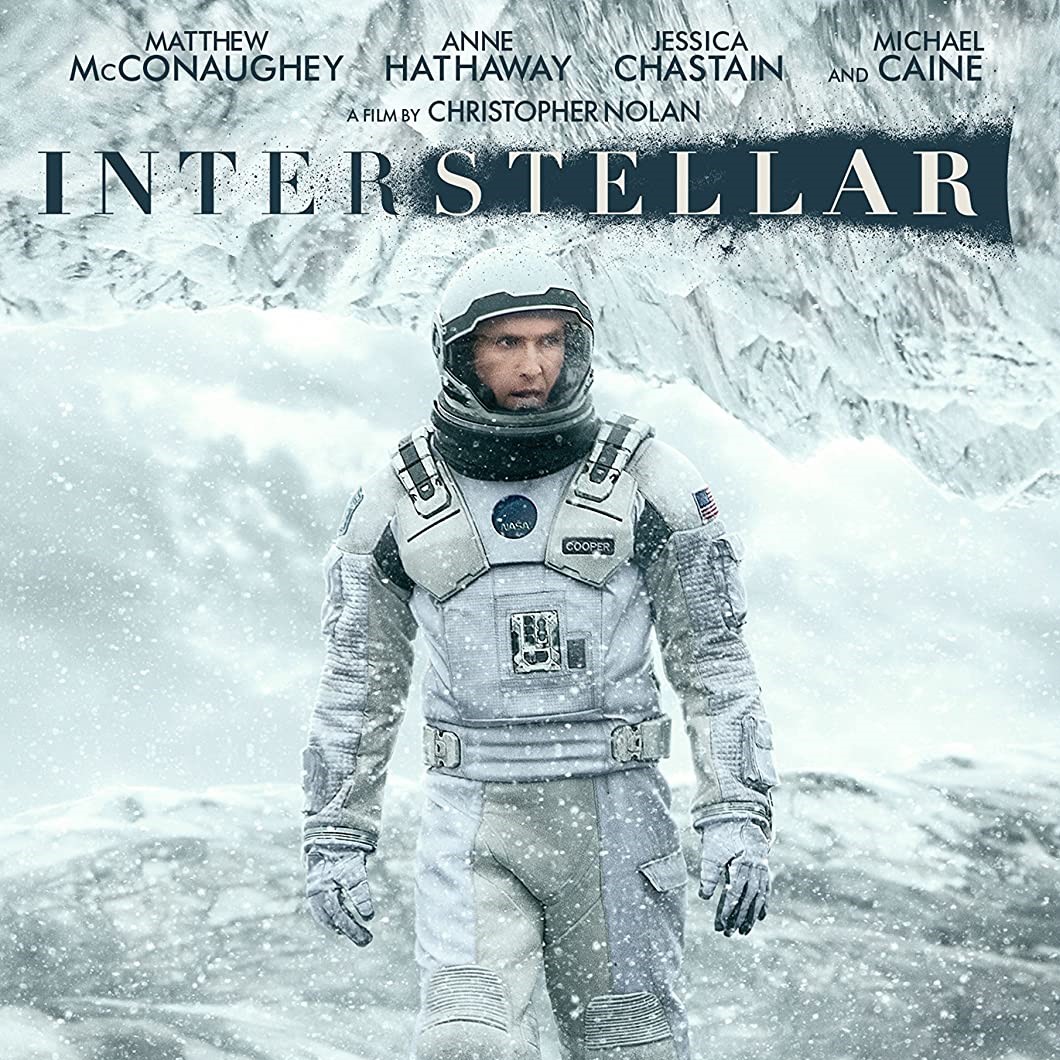 MATTHEW McCONAUGHEY
ANNE HATHAWAY
JESSICA CHASTAIN
AND MICHAEL CAINE
A FILM BY CHRISTOPHER NOLAN
INTERSTELLAR
NASA
COOPER